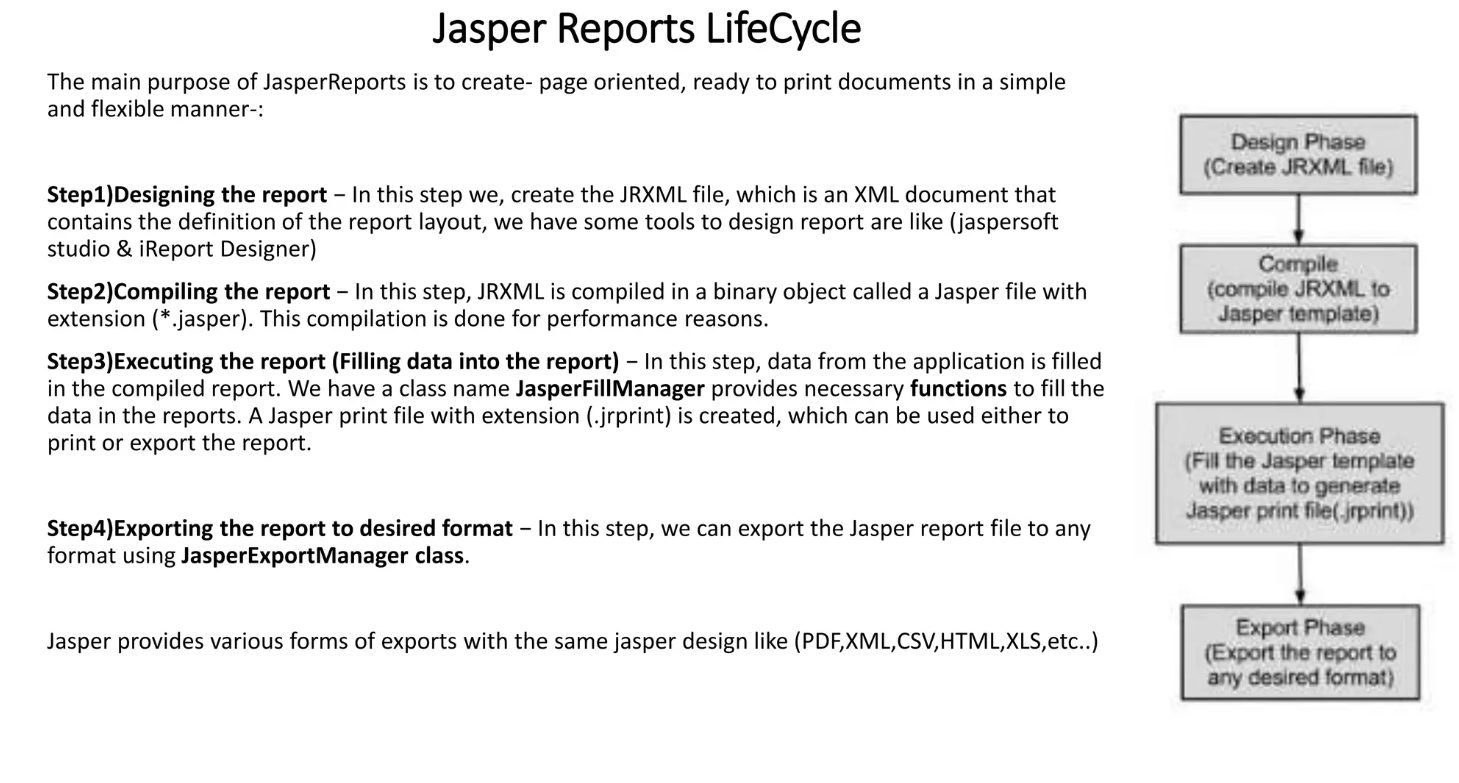 Jasper Reports LifeCycle
The main purpose of JasperReports is to create- page oriented, ready to print documents in a simple
and flexible manner-:
Step1)Designing the report − In this step we, create the JRXML file, which is an XML document that
contains the definition of the report layout, we have some tools to design report are like (jaspersoft
studio & iReport Designer)
Step2)Compiling the report − In this step, JRXML is compiled in a binary object called a Jasper file with
extension (*.jasper). This compilation is done for performance reasons.
Step3)Executing the report (Filling data into the report) − In this step, data from the application is filled
in the compiled report. We have a class name JasperFillManager provides necessary functions to fill the
data in the reports. A Jasper print file with extension (.jrprint) is created, which can be used either to
print or export the report.
Step4)Exporting the report to desired format − In this step, we can export the Jasper report file to any
format using JasperExportManager class.
Jasper provides various forms of exports with the same jasper design like (PDF,XML,CSV,HTML,XLS,etc..)
Design Phase
(Create JRXML file)
Compile
(compile JRXML to
Jasper template)
Execution Phase
(Fill the Jasper template
with data to generate
Jasper print file(.jrprint))
Export Phase
(Export the report to
any desired format)